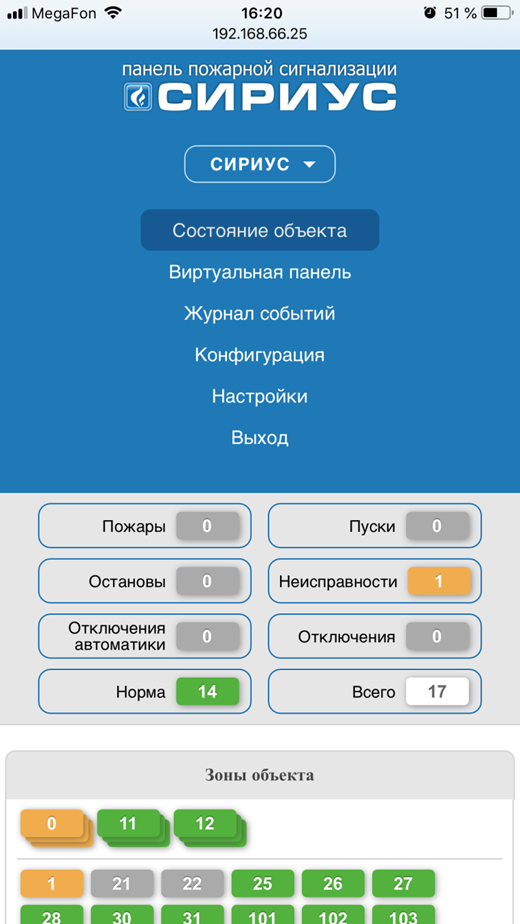 MegaFon 16:20 51 %
192.168.66.25
панель пожарной сигнализации
СИРИУС
СИРИУС
Состояние объекта
Виртуальная панель
Журнал событий
Конфигурация
Настройки
Выход
Пожары 0 Пуски 0
Остановы 0 Неисправности 1
Отключения
автоматики 0 Отключения 0
Норма 14 Всего 17
Зоны объекта
0 11 12
1 21 22 25 26 27
28 30 31 101 102 103